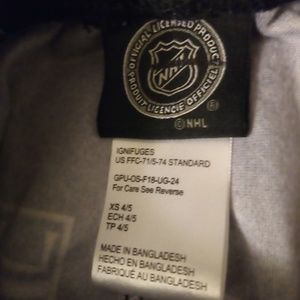 OFFICIAL LICENSED PRODUCT
NHL
PRODUIT LICENCIÉ OFFICIEL
®
© NHL
IGNIFUGES
US FFC-71/5-74 STANDARD
GPU-OS-F18-UG-24
For Care See Reverse
XS 4/5
ECH 4/5
TP 4/5
MADE IN BANGLADESH
HECHO EN BANGLADESH
FABRIQUÉ AU BANGLADESH